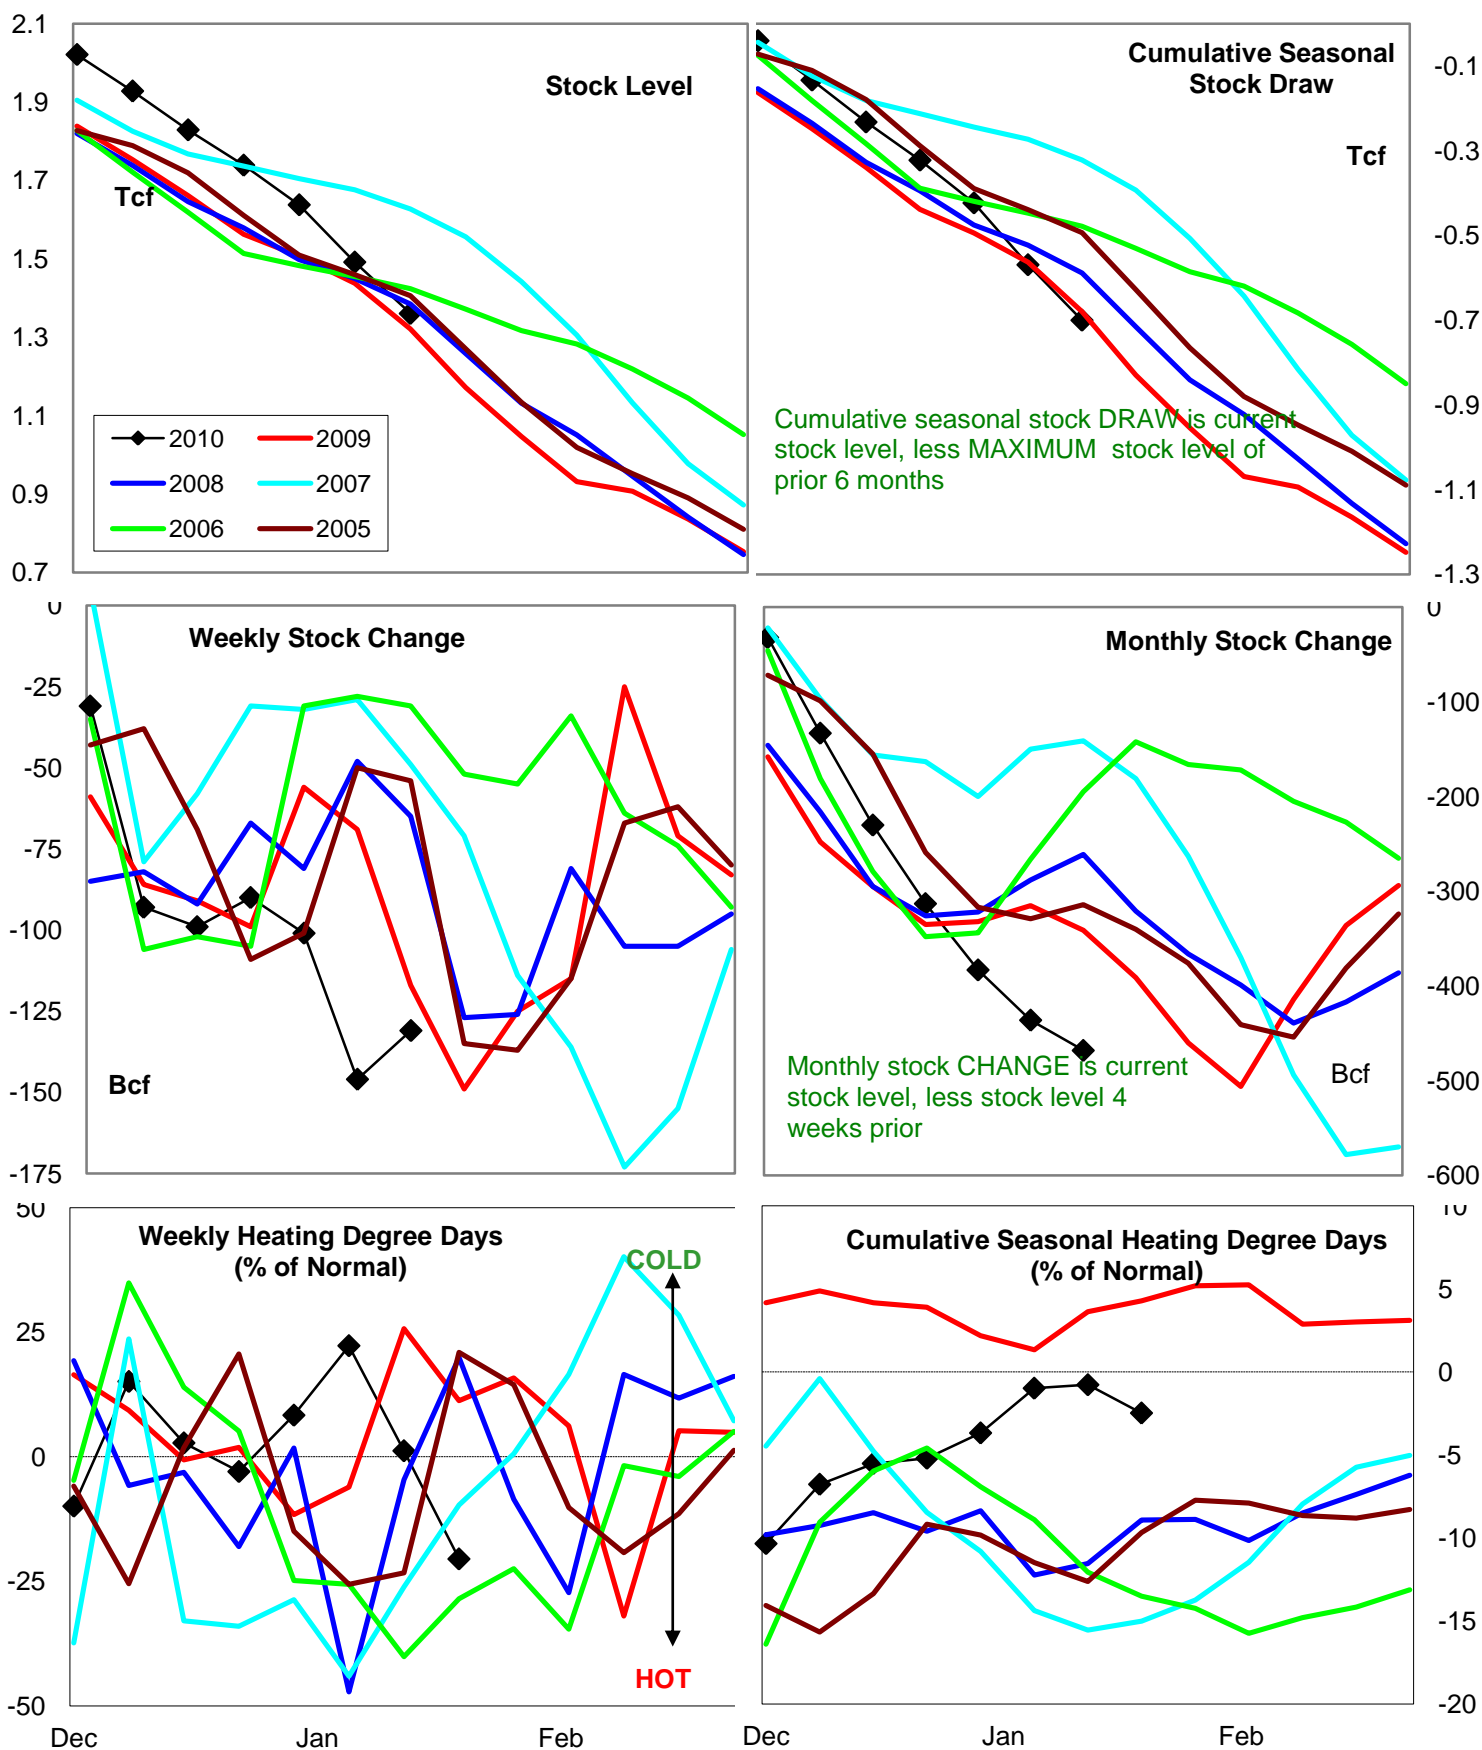 2.1
1.9
1.7
1.5
1.3
1.1
0.9
0.7
Stock Level
Tcf
2010
2009
2008
2007
2006
2005
Cumulative Seasonal
Stock Draw
Tcf
Cumulative seasonal stock DRAW is current
stock level, less MAXIMUM stock level of
prior 6 months
-0.1
-0.3
-0.5
-0.7
-0.9
-1.1
-1.3
0
-25
-50
-75
-100
-125
-150
-175
Weekly Stock Change
Bcf
Monthly Stock Change
Monthly stock CHANGE is current
stock level, less stock level 4
weeks prior
Bcf
0
-100
-200
-300
-400
-500
-600
50
25
0
-25
-50
Weekly Heating Degree Days
(% of Normal)
COLD
HOT
Dec
Jan
Feb
Cumulative Seasonal Heating Degree Days
(% of Normal)
10
5
0
-5
-10
-15
-20
Dec
Jan
Feb